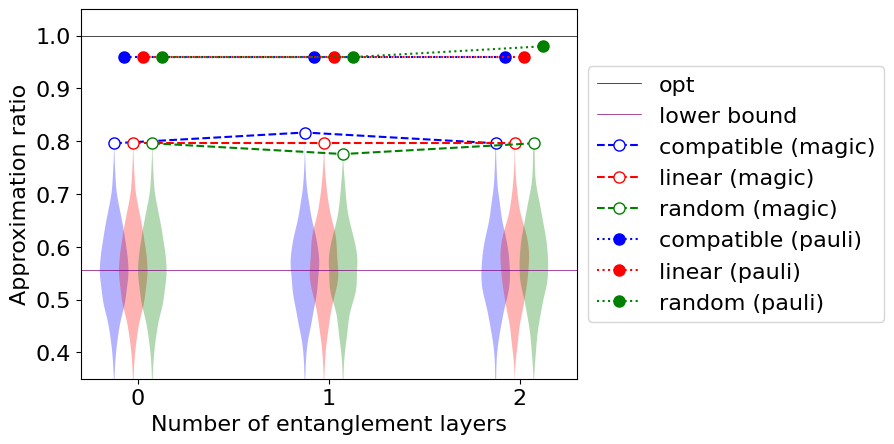 Approximation ratio
1.0
0.9
0.8
0.7
0.6
0.5
0.4
0
1
2
Number of entanglement layers
opt
lower bound
compatible (magic)
linear (magic)
random (magic)
compatible (pauli)
linear (pauli)
random (pauli)